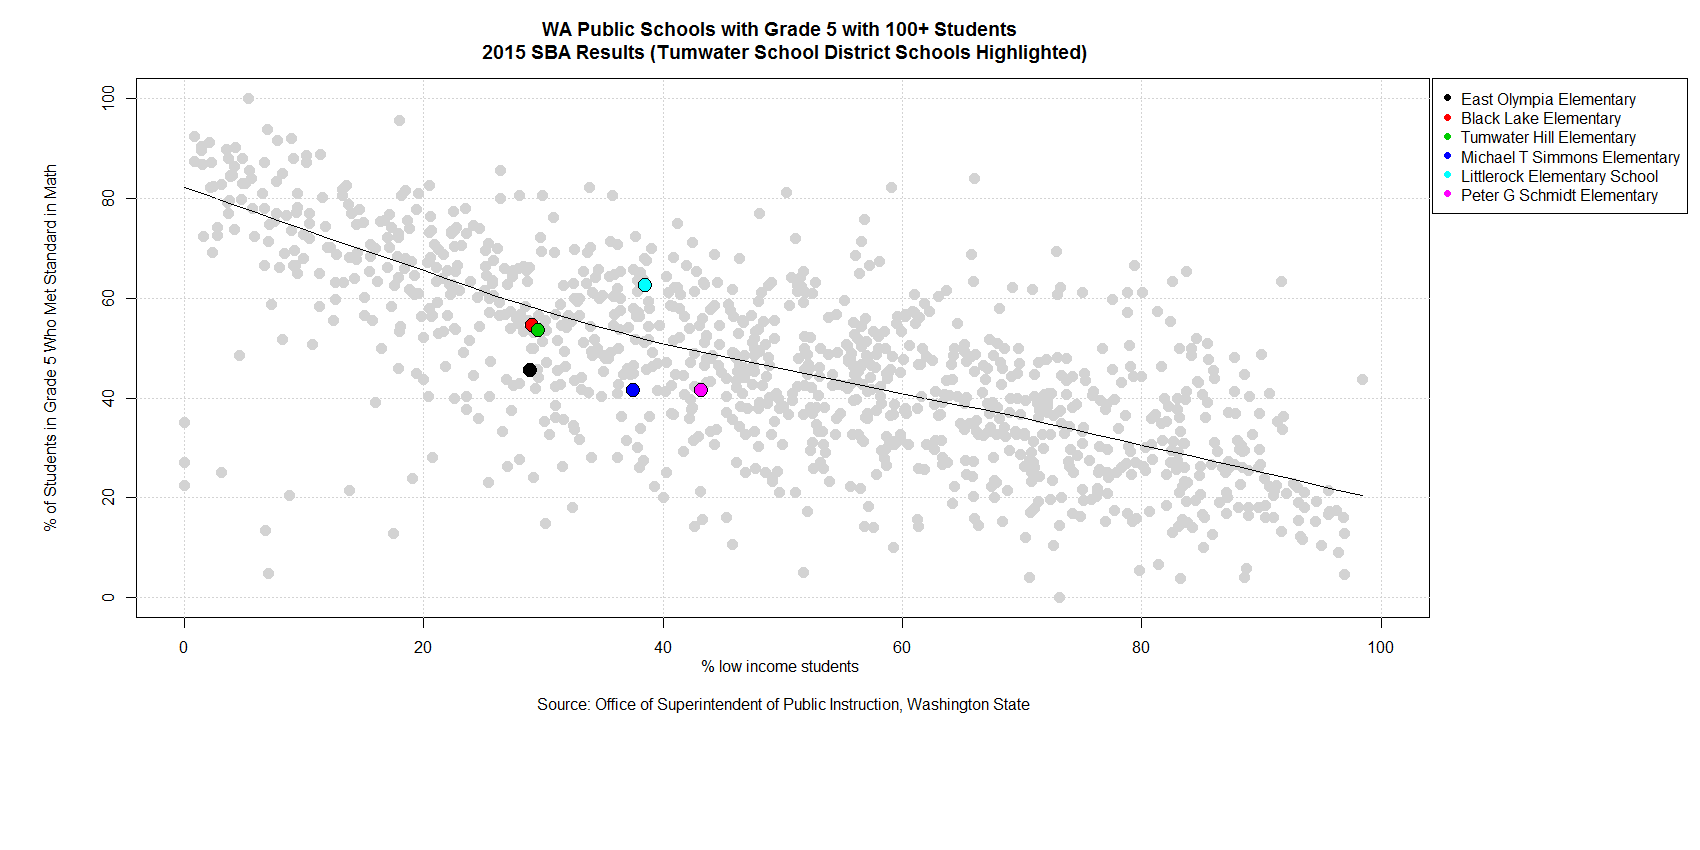 WA Public Schools with Grade 5 with 100+ Students
2015 SBA Results (Tumwater School District Schools Highlighted)
% of Students in Grade 5 Who Met Standard in Math
100
80
60
40
20
0
0 20 40 60 80 100
% low income students
Source: Office of Superintendent of Public Instruction, Washington State
East Olympia Elementary
Black Lake Elementary
Tumwater Hill Elementary
Michael T Simmons Elementary
Littlerock Elementary School
Peter G Schmidt Elementary